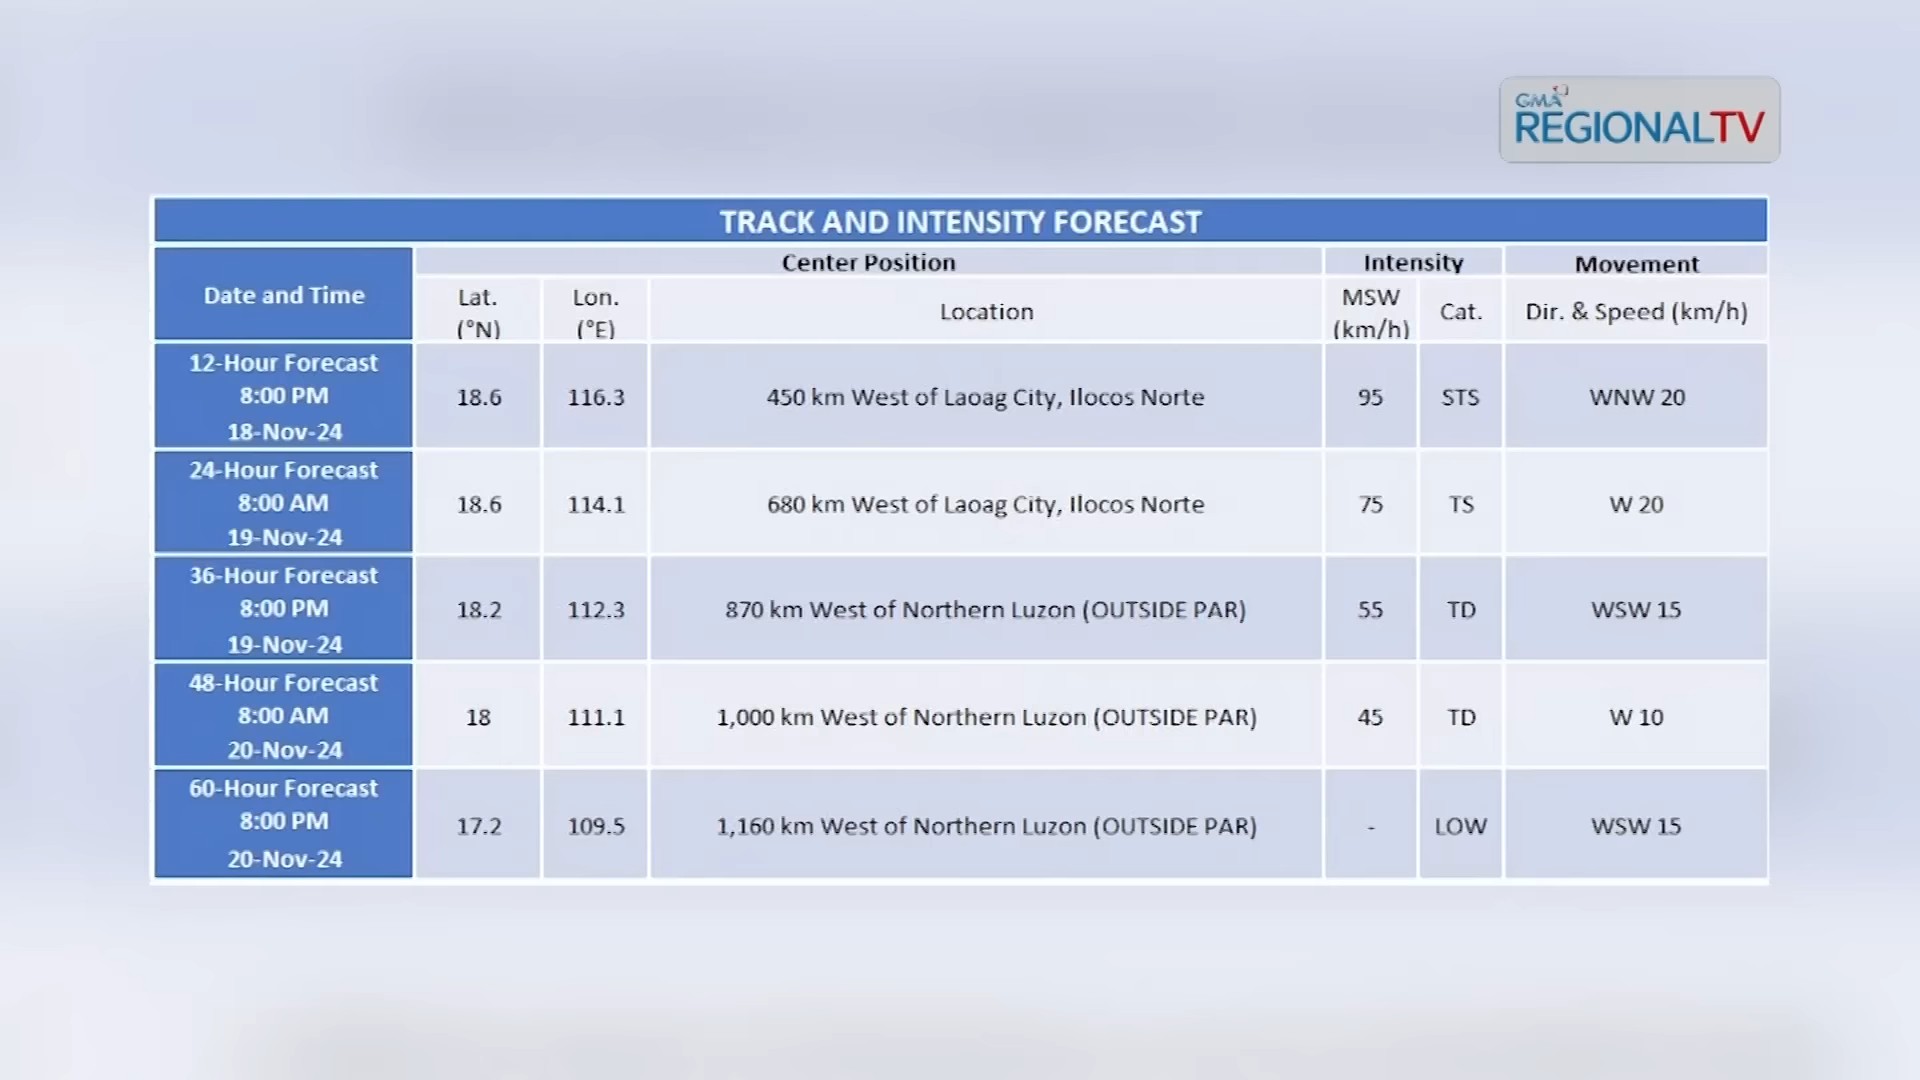 GMA
REGIONALTV
TRACK AND INTENSITY FORECAST
Date and Time
Center Position
Intensity
Movement
Lat.
(°N)
Lon.
(°E)
Location
MSW
(km/h)
Cat.
Dir. & Speed (km/h)
12-Hour Forecast
8:00 PM
18-Nov-24
18.6
116.3
450 km West of Laoag City, Ilocos Norte
95
STS
WNW 20
24-Hour Forecast
8:00 AM
19-Nov-24
18.6
114.1
680 km West of Laoag City, Ilocos Norte
75
TS
W 20
36-Hour Forecast
8:00 PM
19-Nov-24
18.2
112.3
870 km West of Northern Luzon (OUTSIDE PAR)
55
TD
WSW 15
48-Hour Forecast
8:00 AM
20-Nov-24
18
111.1
1,000 km West of Northern Luzon (OUTSIDE PAR)
45
TD
W 10
60-Hour Forecast
8:00 PM
20-Nov-24
17.2
109.5
1,160 km West of Northern Luzon (OUTSIDE PAR)
-
LOW
WSW 15